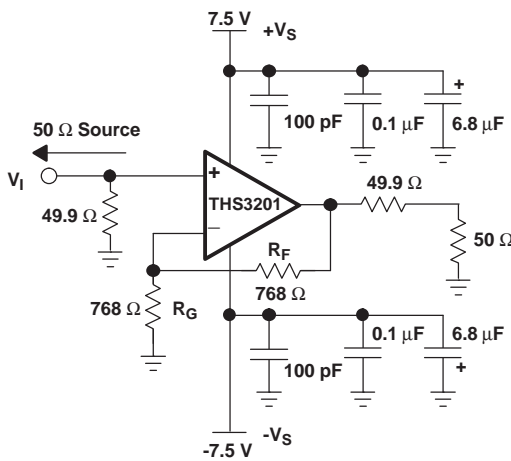 7.5 V
+VS
+
50 Ω Source
100 pF
0.1 µF
6.8 µF
VI
+
THS3201
49.9 Ω
49.9 Ω
−
RF
50 Ω
768 Ω
768 Ω
RG
0.1 µF
6.8 µF
100 pF
+
-7.5 V
-VS